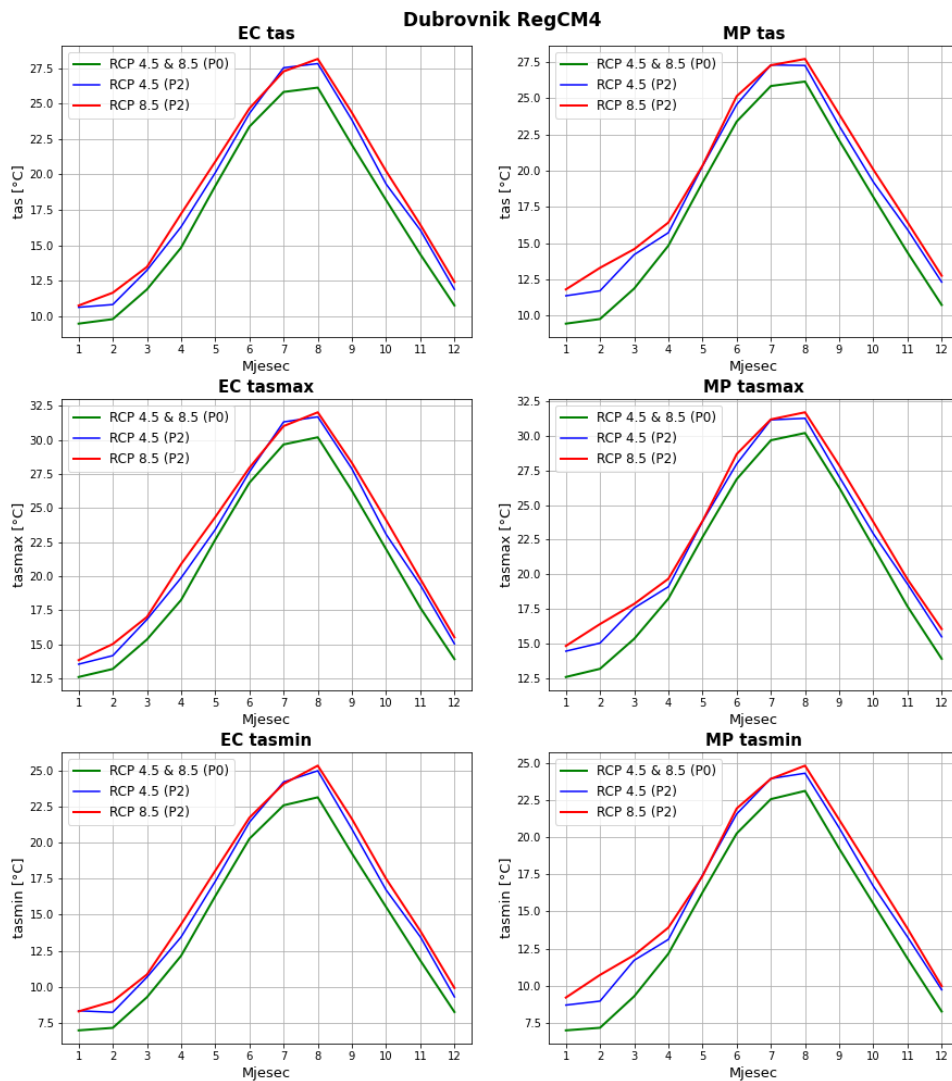 Dubrovnik RegCM4
EC tas
tas [°C]
27.5
25.0
22.5
20.0
17.5
15.0
12.5
10.0
RCP 4.5 & 8.5 (P0)
RCP 4.5 (P2)
RCP 8.5 (P2)
1 2 3 4 5 6 7 8 9 10 11 12
Mjesec
MP tas
tas [°C]
27.5
25.0
22.5
20.0
17.5
15.0
12.5
10.0
RCP 4.5 & 8.5 (P0)
RCP 4.5 (P2)
RCP 8.5 (P2)
1 2 3 4 5 6 7 8 9 10 11 12
Mjesec
EC tasmax
tasmax [°C]
32.5
30.0
27.5
25.0
22.5
20.0
17.5
15.0
12.5
RCP 4.5 & 8.5 (P0)
RCP 4.5 (P2)
RCP 8.5 (P2)
1 2 3 4 5 6 7 8 9 10 11 12
Mjesec
MP tasmax
tasmax [°C]
32.5
30.0
27.5
25.0
22.5
20.0
17.5
15.0
12.5
RCP 4.5 & 8.5 (P0)
RCP 4.5 (P2)
RCP 8.5 (P2)
1 2 3 4 5 6 7 8 9 10 11 12
Mjesec
EC tasmin
tasmin [°C]
25.0
22.5
20.0
17.5
15.0
12.5
10.0
7.5
RCP 4.5 & 8.5 (P0)
RCP 4.5 (P2)
RCP 8.5 (P2)
1 2 3 4 5 6 7 8 9 10 11 12
Mjesec
MP tasmin
tasmin [°C]
25.0
22.5
20.0
17.5
15.0
12.5
10.0
7.5
RCP 4.5 & 8.5 (P0)
RCP 4.5 (P2)
RCP 8.5 (P2)
1 2 3 4 5 6 7 8 9 10 11 12
Mjesec